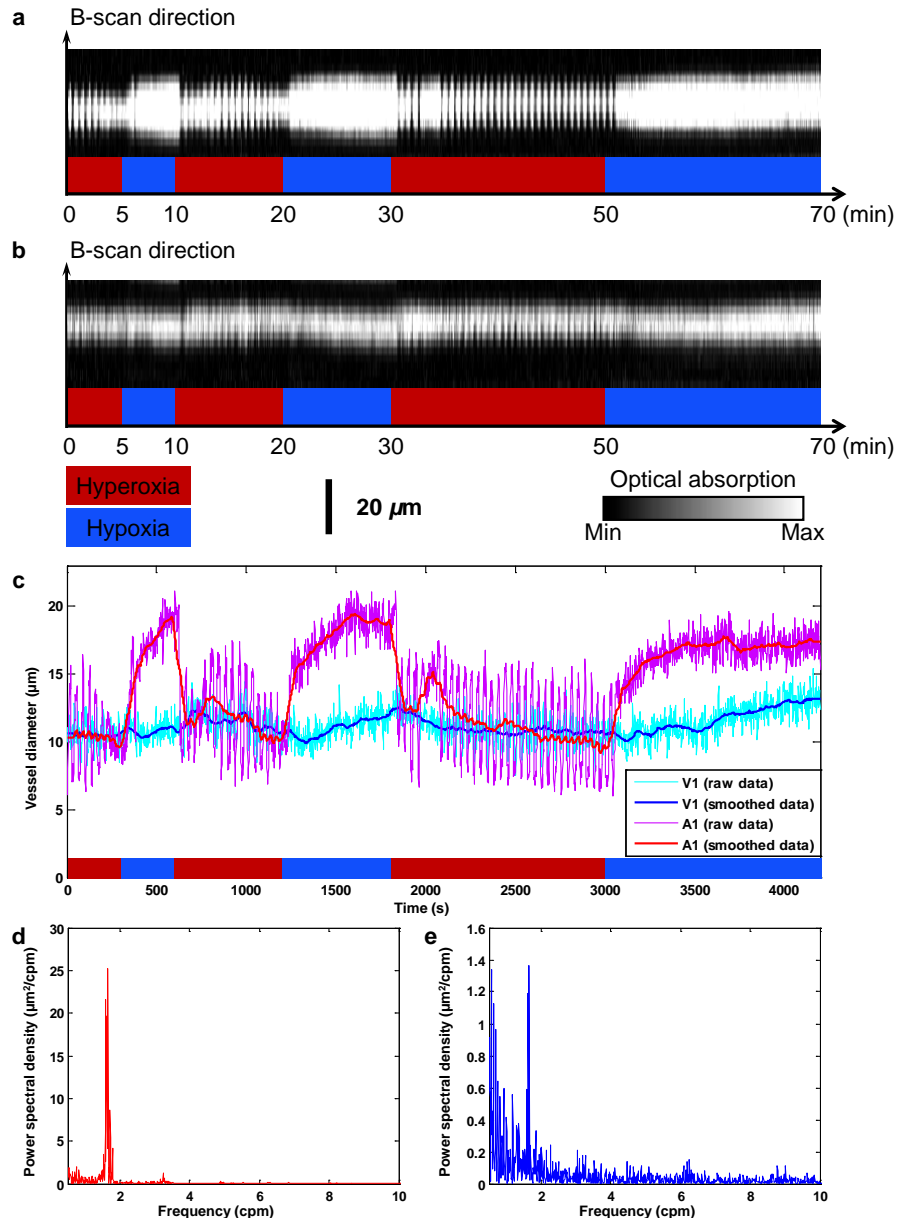 a
B-scan direction
0 5 10 20 30 50 70 (min)
b
B-scan direction
0 5 10 20 30 50 70 (min)
Hyperoxia
Hypoxia
20 µm
Optical absorption
Min Max
c
Vessel diameter (µm)
20
15
10
5
0
V1 (raw data)
V1 (smoothed data)
A1 (raw data)
A1 (smoothed data)
0 500 1000 1500 2000 2500 3000 3500 4000
Time (s)
d
Power spectral density (µm²/cpm)
30
25
20
15
10
5
0
2 4 6 8 10
Frequency (cpm)
e
Power spectral density (µm²/cpm)
1.6
1.4
1.2
1
0.8
0.6
0.4
0.2
0
2 4 6 8 10
Frequency (cpm)